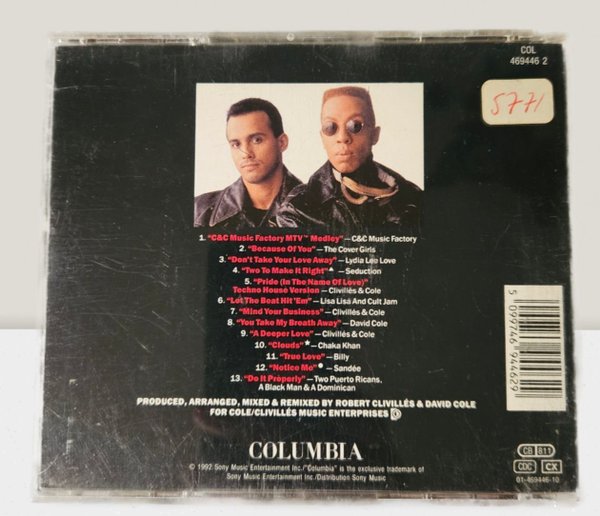 COL
469446 2
5771
1. "C&C Music Factory MTV™ Medley" — C&C Music Factory
2. "Because Of You" — The Cover Girls
3. "Don't Take Your Love Away" — Lydia Lee Love
4. "Two To Make It Right"▲ — Seduction
5. "Pride (In The Name Of Love)"
Techno House Version — Clivillés & Cole
6. "Let The Beat Hit 'Em" — Lisa Lisa And Cult Jam
7. "Mind Your Business" — Clivillés & Cole
8. "You Take My Breath Away" — David Cole
9. "A Deeper Love" — Clivillés & Cole
10. "Clouds"★ — Chaka Khan
11. "True Love" — Billy
12. "Notice Me"● — Sandée
13. "Do It Properly" — Two Puerto Ricans,
A Black Man & A Dominican
PRODUCED, ARRANGED, MIXED & REMIXED BY ROBERT CLIVILLÉS & DAVID COLE
FOR COLE/CLIVILLÉS MUSIC ENTERPRISES
5 099746 944629
COLUMBIA
© 1992 Sony Music Entertainment Inc./"Columbia" is the exclusive trademark of
Sony Music Entertainment Inc./Distribution Sony Music
CB 811
CDC CX
01-469446-10